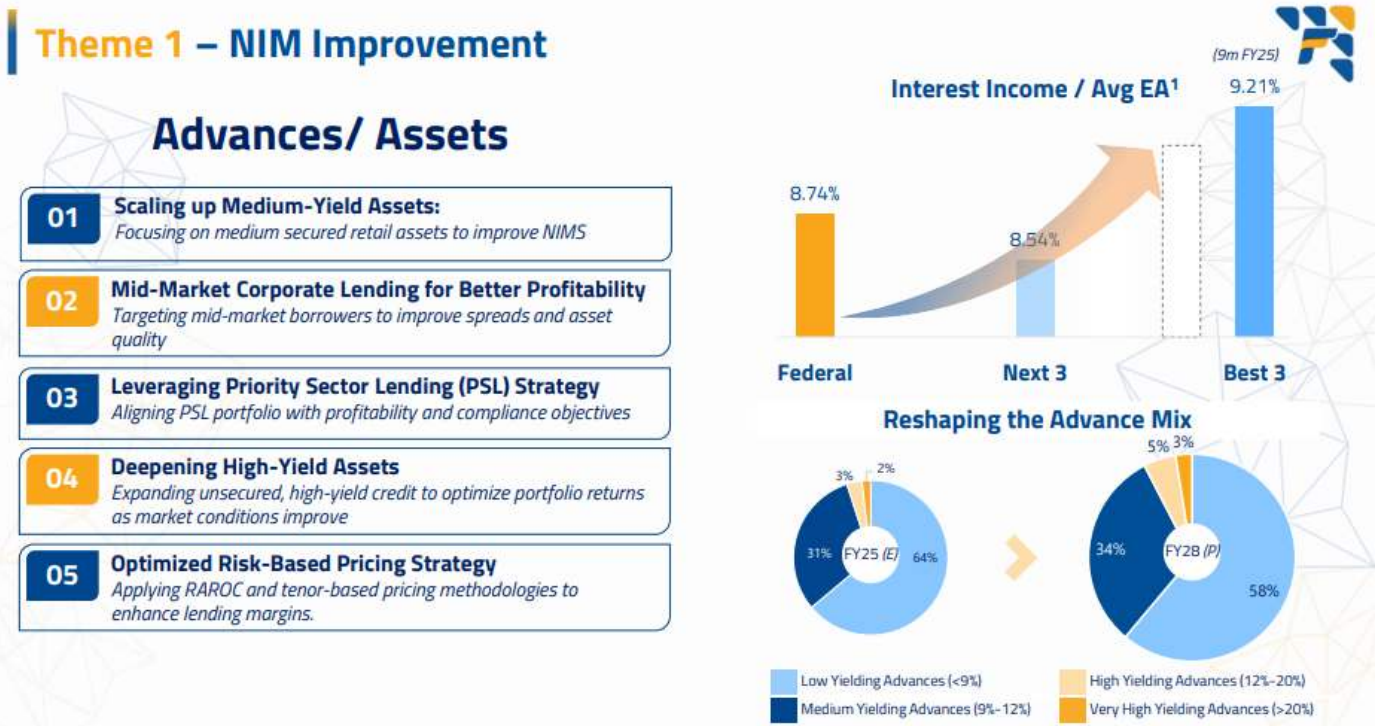 Theme 1 – NIM Improvement
Advances/ Assets
01
Scaling up Medium-Yield Assets:
Focusing on medium secured retail assets to improve NIMS
02
Mid-Market Corporate Lending for Better Profitability
Targeting mid-market borrowers to improve spreads and asset
quality
03
Leveraging Priority Sector Lending (PSL) Strategy
Aligning PSL portfolio with profitability and compliance objectives
04
Deepening High-Yield Assets
Expanding unsecured, high-yield credit to optimize portfolio returns
as market conditions improve
05
Optimized Risk-Based Pricing Strategy
Applying RAROC and tenor-based pricing methodologies to
enhance lending margins.
(9m FY25)
Interest Income / Avg EA¹
9.21%
8.74%
8.54%
Federal
Next 3
Best 3
Reshaping the Advance Mix
3%
2%
31%
FY25 (E)
64%
5%
3%
34%
FY28 (P)
58%
Low Yielding Advances (<9%)
High Yielding Advances (12%-20%)
Medium Yielding Advances (9%-12%)
Very High Yielding Advances (>20%)